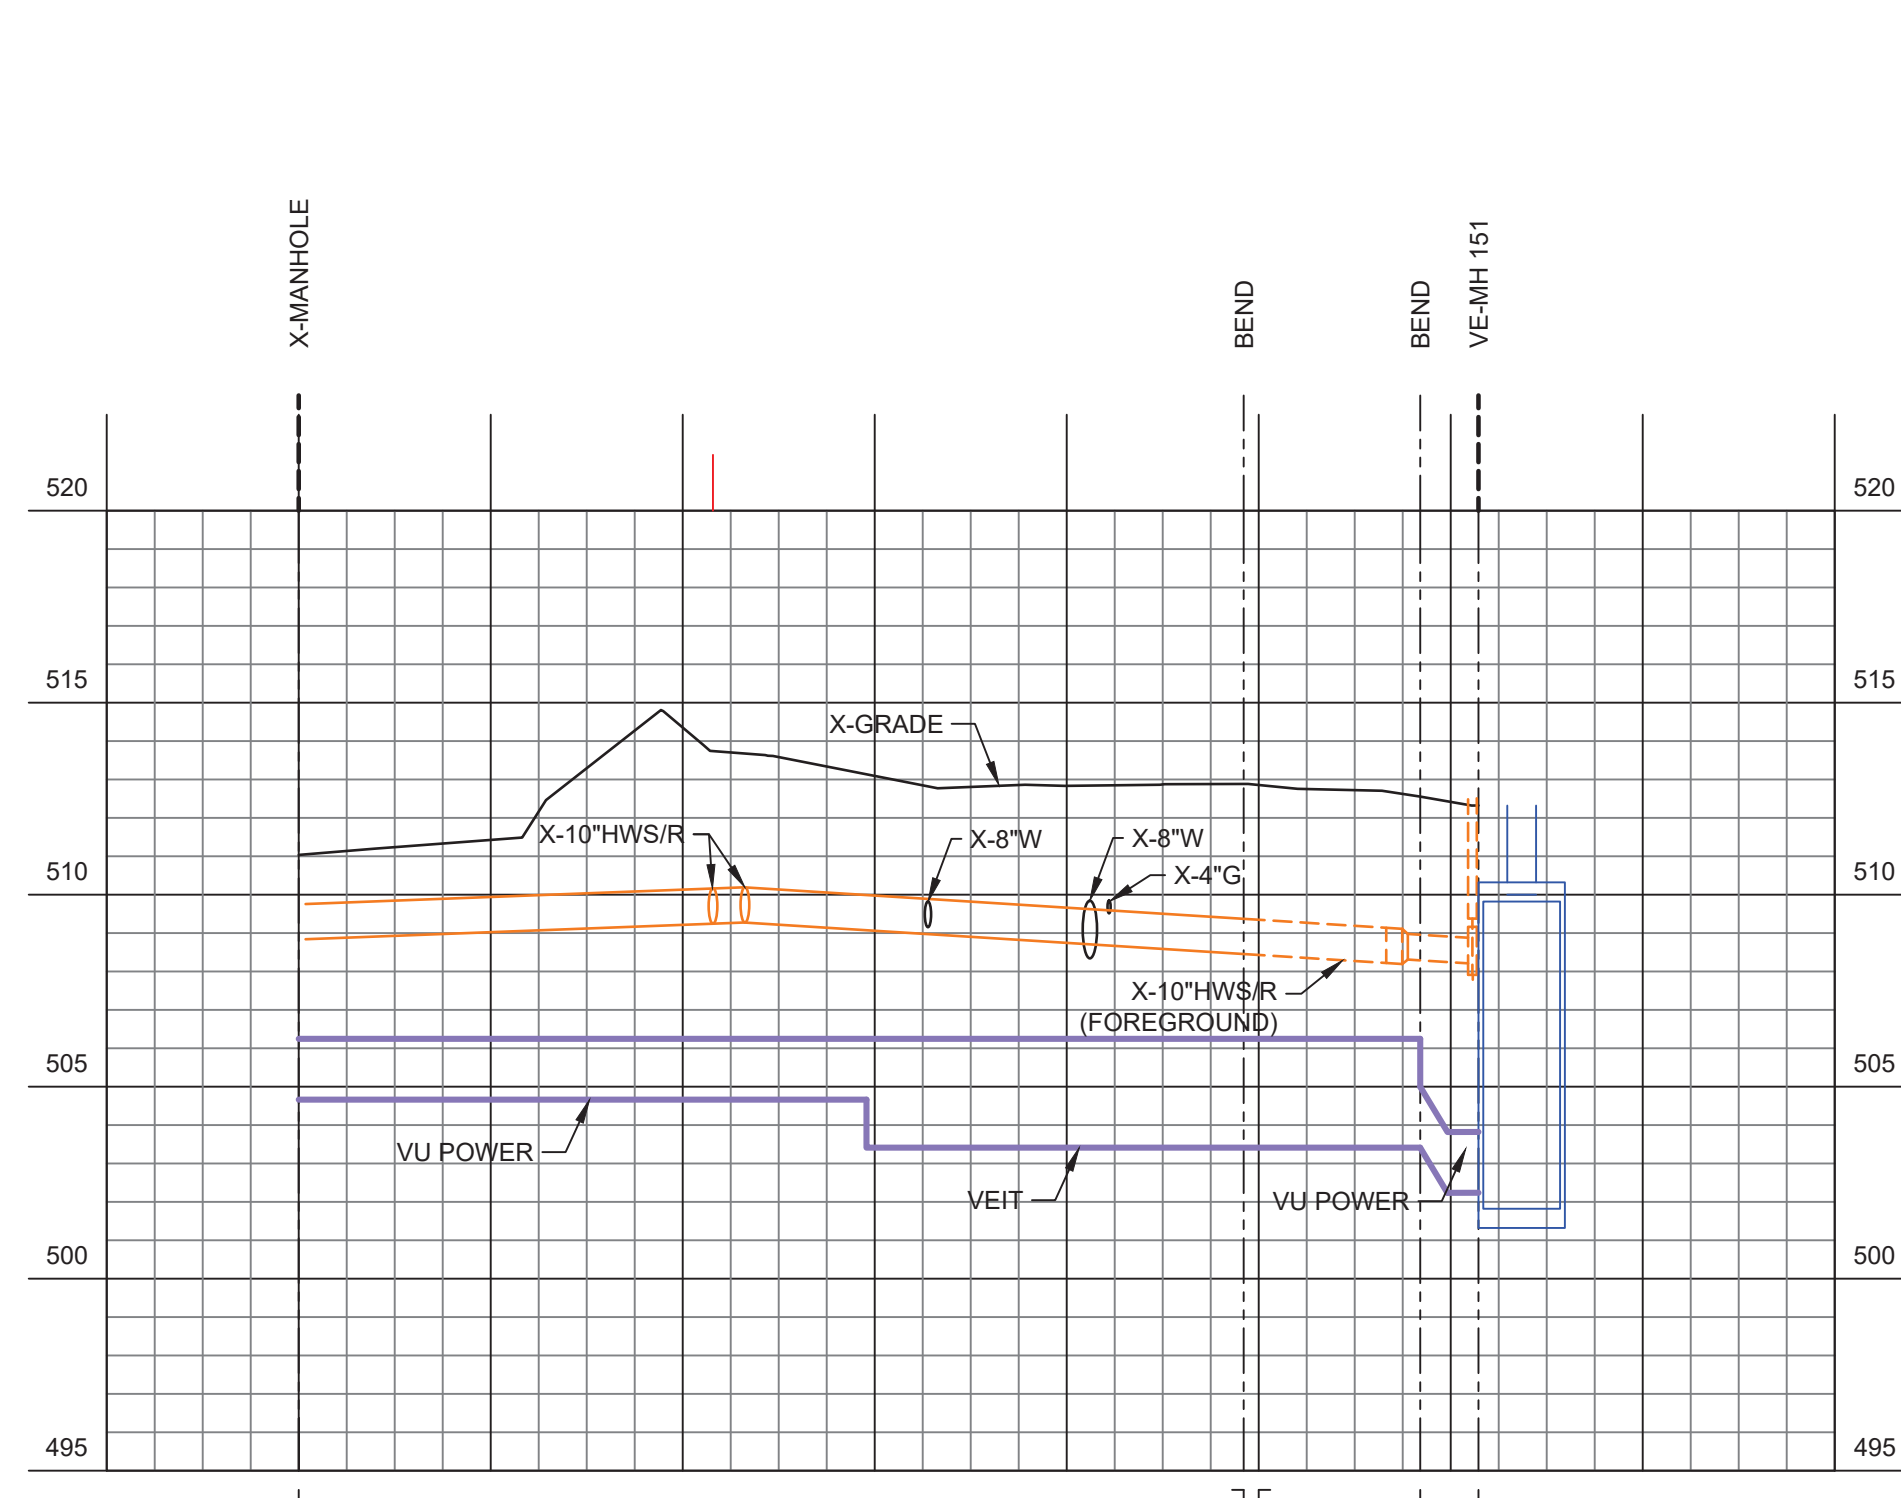 X-MANHOLE
BEND
BEND
VE-MH 151
520
520
515
515
X-GRADE
X-10"HWS/R
X-8"W
X-8"W
X-4"G
510
510
X-10"HWS/R
(FOREGROUND)
505
505
VU POWER
VEIT
VU POWER
500
500
495
495